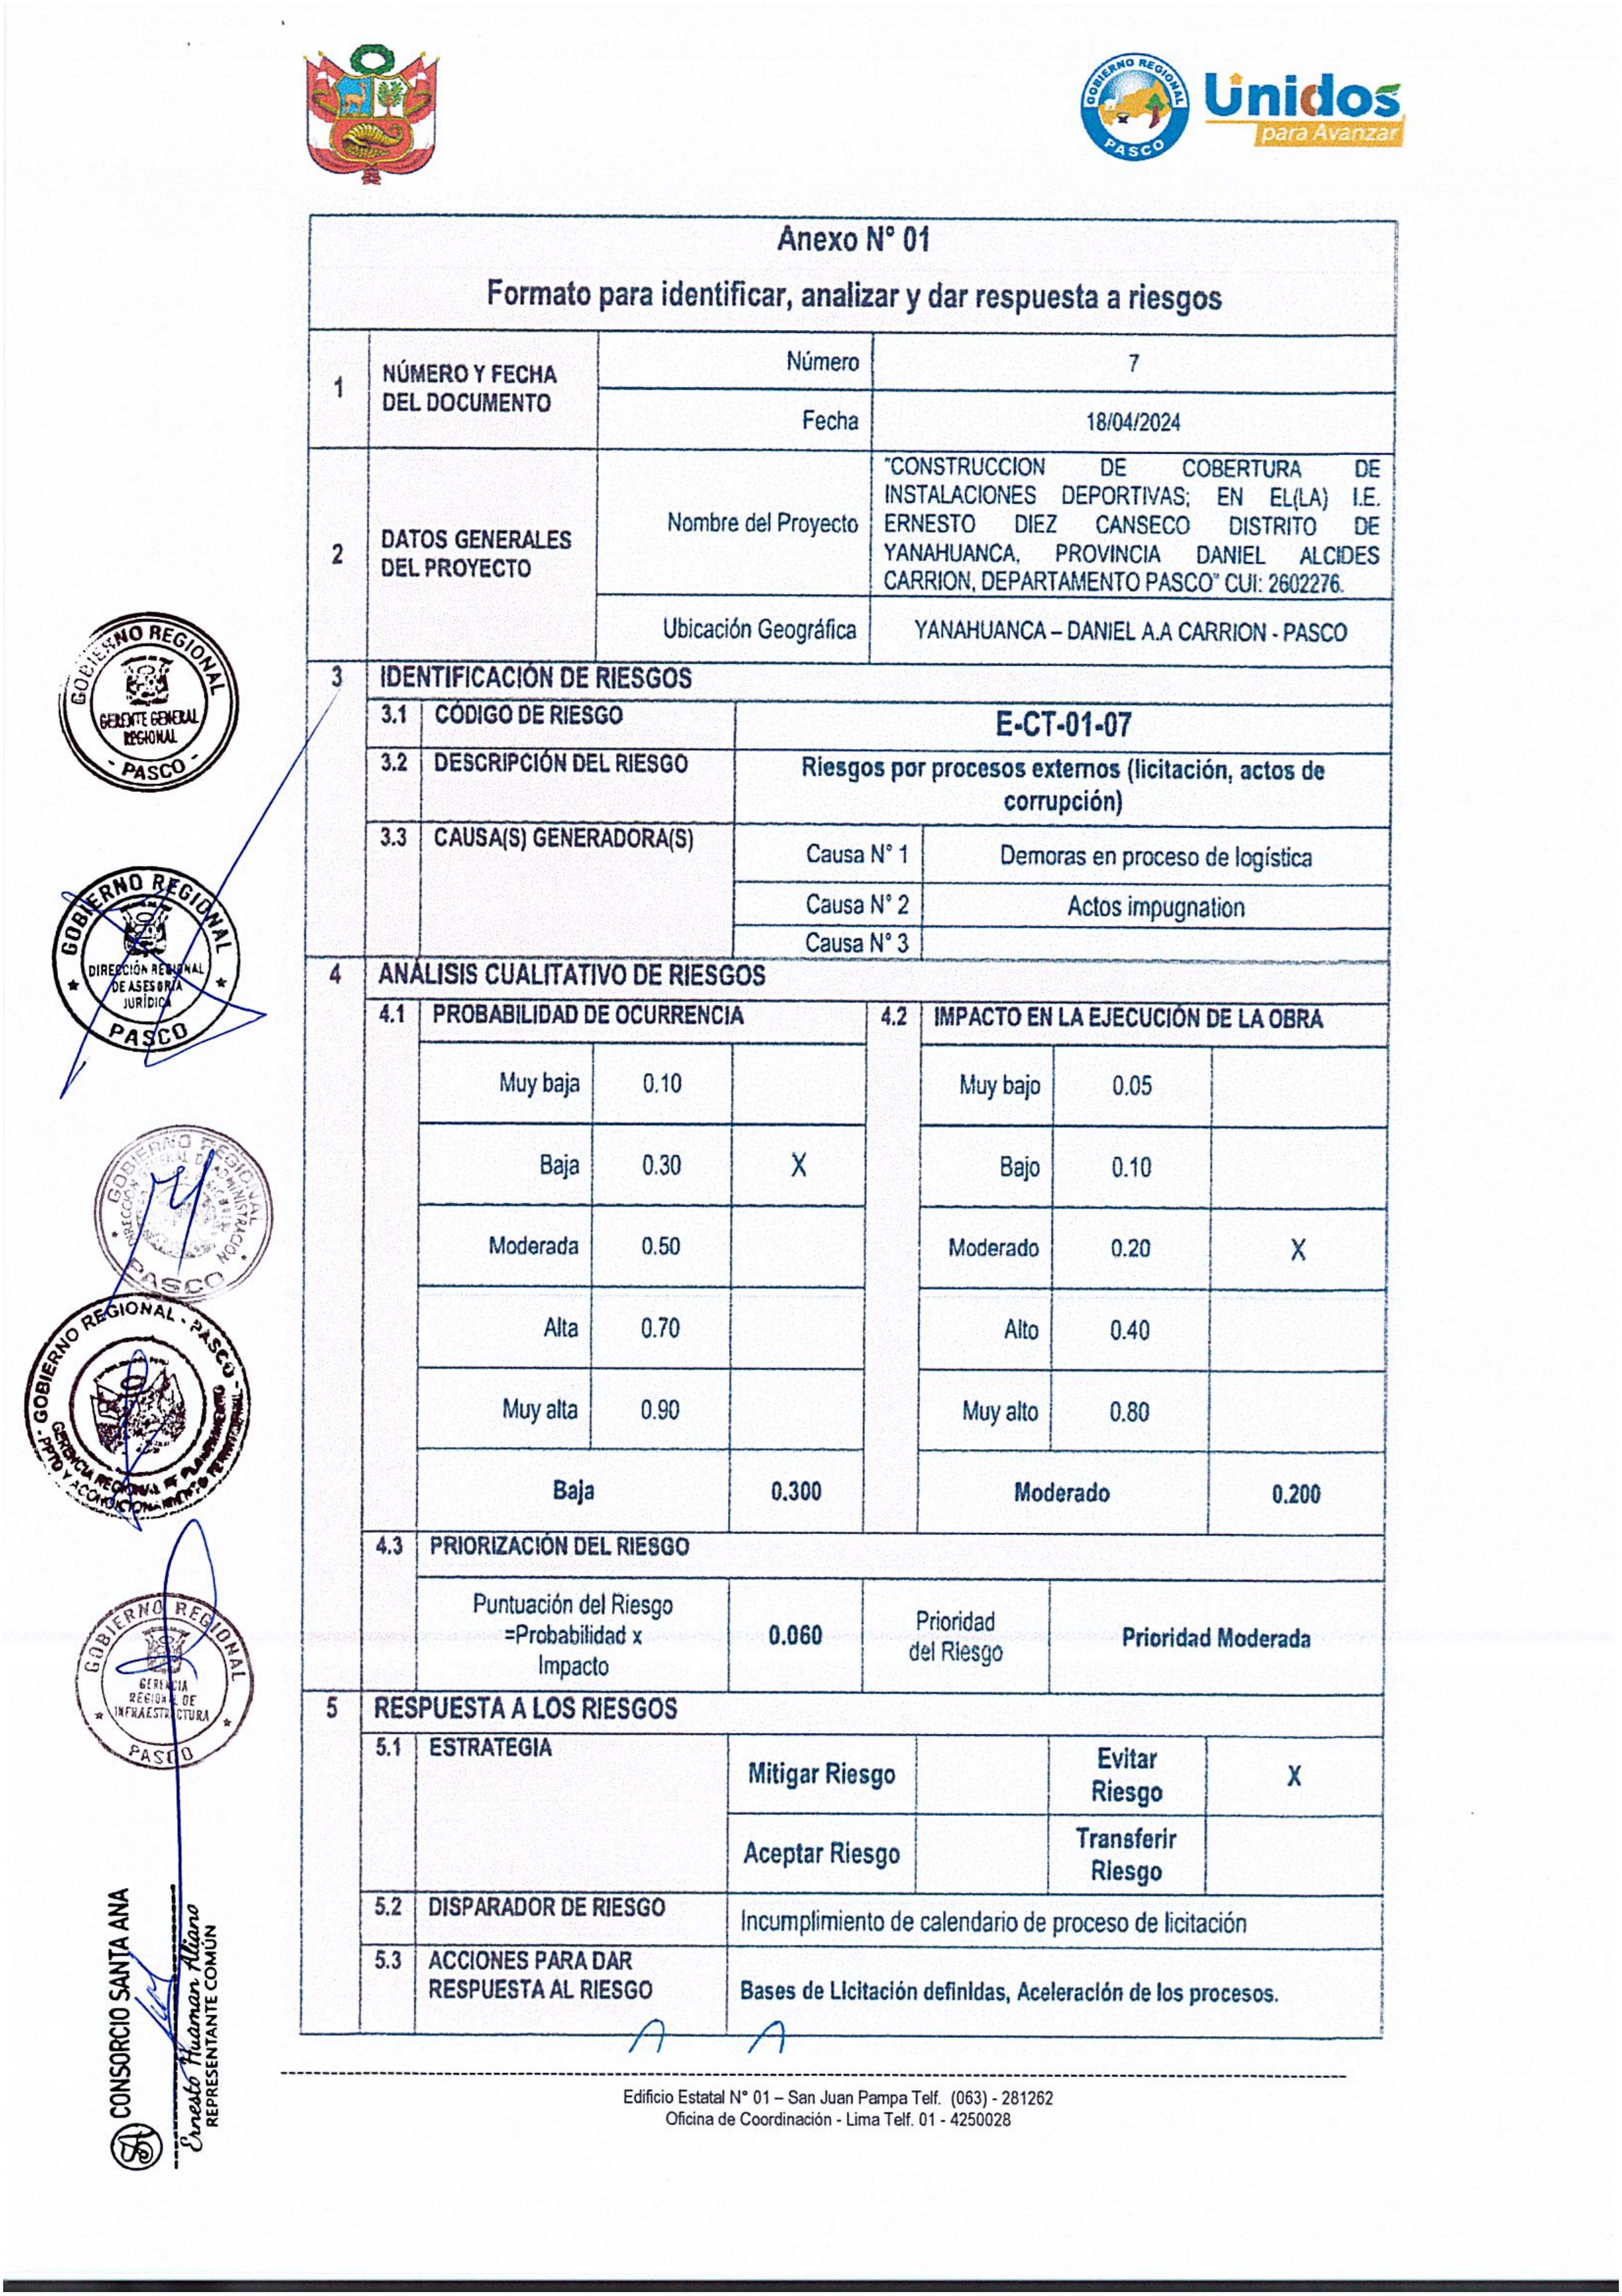 GOBIERNO REGIONAL
PASCO
Unidos
para Avanzar
Anexo N° 01
Formato para identificar, analizar y dar respuesta a riesgos
1
NÚMERO Y FECHA
DEL DOCUMENTO
Número
7
Fecha
18/04/2024
2
DATOS GENERALES
DEL PROYECTO
Nombre del Proyecto
"CONSTRUCCION DE COBERTURA DE
INSTALACIONES DEPORTIVAS; EN EL(LA) I.E.
ERNESTO DIEZ CANSECO DISTRITO DE
YANAHUANCA, PROVINCIA DANIEL ALCIDES
CARRION, DEPARTAMENTO PASCO" CUI: 2602276.
Ubicación Geográfica
YANAHUANCA – DANIEL A.A CARRION - PASCO
3 IDENTIFICACIÓN DE RIESGOS
3.1 CÓDIGO DE RIESGO
E-CT-01-07
3.2 DESCRIPCIÓN DEL RIESGO
Riesgos por procesos externos (licitación, actos de
corrupción)
3.3 CAUSA(S) GENERADORA(S)
Causa N° 1 Demoras en proceso de logística
Causa N° 2 Actos impugnation
Causa N° 3
4 ANÁLISIS CUALITATIVO DE RIESGOS
4.1 PROBABILIDAD DE OCURRENCIA 4.2 IMPACTO EN LA EJECUCIÓN DE LA OBRA
Muy baja 0.10 Muy bajo 0.05
Baja 0.30 X Bajo 0.10
Moderada 0.50 Moderado 0.20 X
Alta 0.70 Alto 0.40
Muy alta 0.90 Muy alto 0.80
Baja 0.300 Moderado 0.200
4.3 PRIORIZACIÓN DEL RIESGO
Puntuación del Riesgo
=Probabilidad x
Impacto
0.060
Prioridad
del Riesgo
Prioridad Moderada
5 RESPUESTA A LOS RIESGOS
5.1 ESTRATEGIA
Mitigar Riesgo
Evitar
Riesgo
X
Aceptar Riesgo
Transferir
Riesgo
5.2 DISPARADOR DE RIESGO
Incumplimiento de calendario de proceso de licitación
5.3 ACCIONES PARA DAR
RESPUESTA AL RIESGO
Bases de Licitación definidas, Aceleración de los procesos.
Edificio Estatal N° 01 – San Juan Pampa Telf. (063) - 281262
Oficina de Coordinación - Lima Telf. 01 - 4250028
GOBIERNO REGIONAL
GERENTE GENERAL
REGIONAL
- PASCO -
GOBIERNO REGIONAL
DIRECCIÓN REGIONAL
DE ASESORÍA
JURÍDICA
PASCO
GOBIERNO REGIONAL
DIRECCIÓN GENERAL DE ADMINISTRACIÓN
PASCO
GOBIERNO REGIONAL - PASCO -
GERENCIA REGIONAL DE PLANEAMIENTO
PPTO Y ACONDICIONAMIENTO TERRITORIAL
GOBIERNO REGIONAL
GERENCIA
REGIONAL DE
INFRAESTRUCTURA
PASCO
CONSORCIO SANTA ANA
Ernesto Huaman Aliano
REPRESENTANTE COMÚN